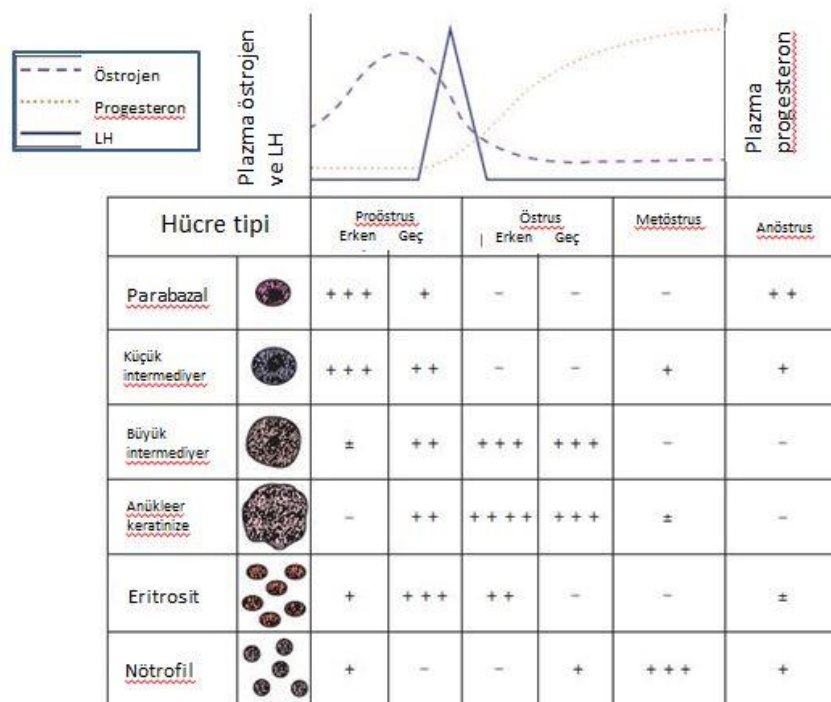 Östrojen
Progesteron
LH
Plazma östrojen
ve LH
Plazma
progesteron
Hücre tipi
Proöstrus
Erken Geç
Östrus
Erken Geç
Metöstrus
Anöstrus
Parabazal
+ + + + − − − + +
Küçük
intermediyer
+ + + + + − − + +
Büyük
intermediyer
± + + + + + + + + − −
Anükleer
keratinize
− + + + + + + + + + ± −
Eritrosit
+ + + + + + − − ±
Nötrofil
+ − − + + + + +